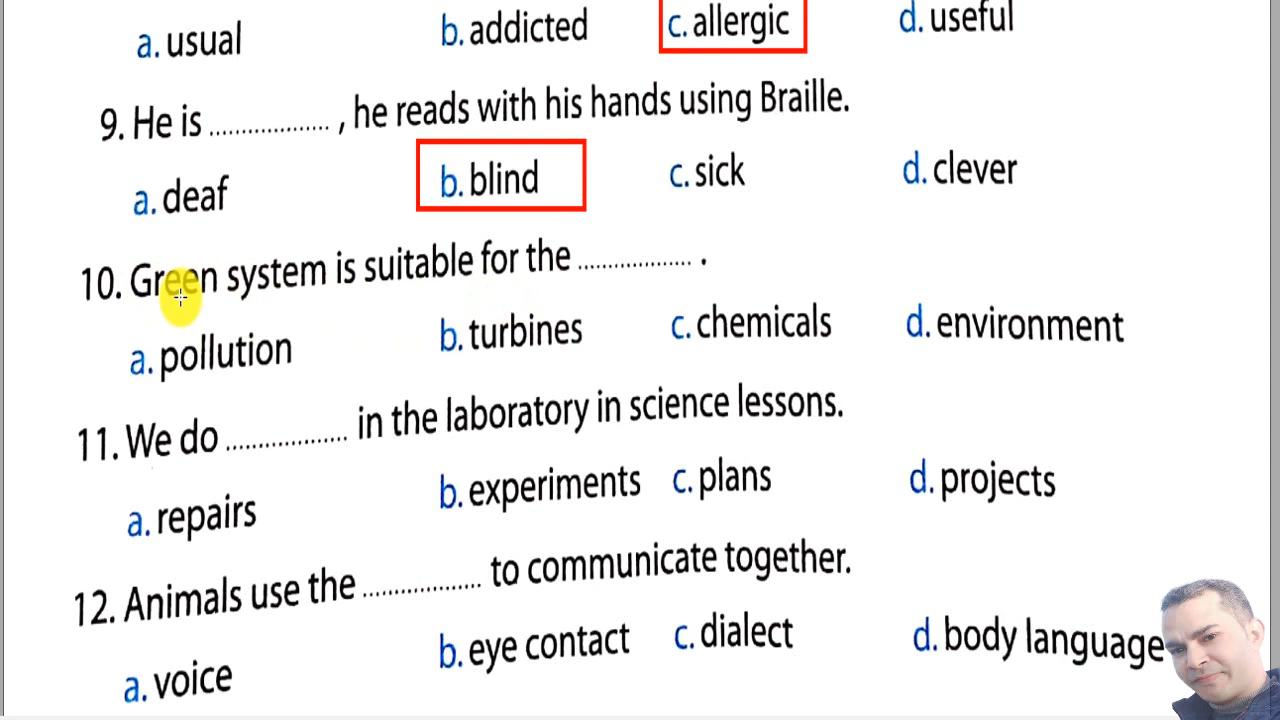 a. usual b. addicted c. allergic d. useful
9. He is .................... , he reads with his hands using Braille.
a. deaf b. blind c. sick d. clever
10. Green system is suitable for the ................... .
a. pollution b. turbines c. chemicals d. environment
11. We do .................... in the laboratory in science lessons.
a. repairs b. experiments c. plans d. projects
12. Animals use the .................... to communicate together.
a. voice b. eye contact c. dialect d. body language